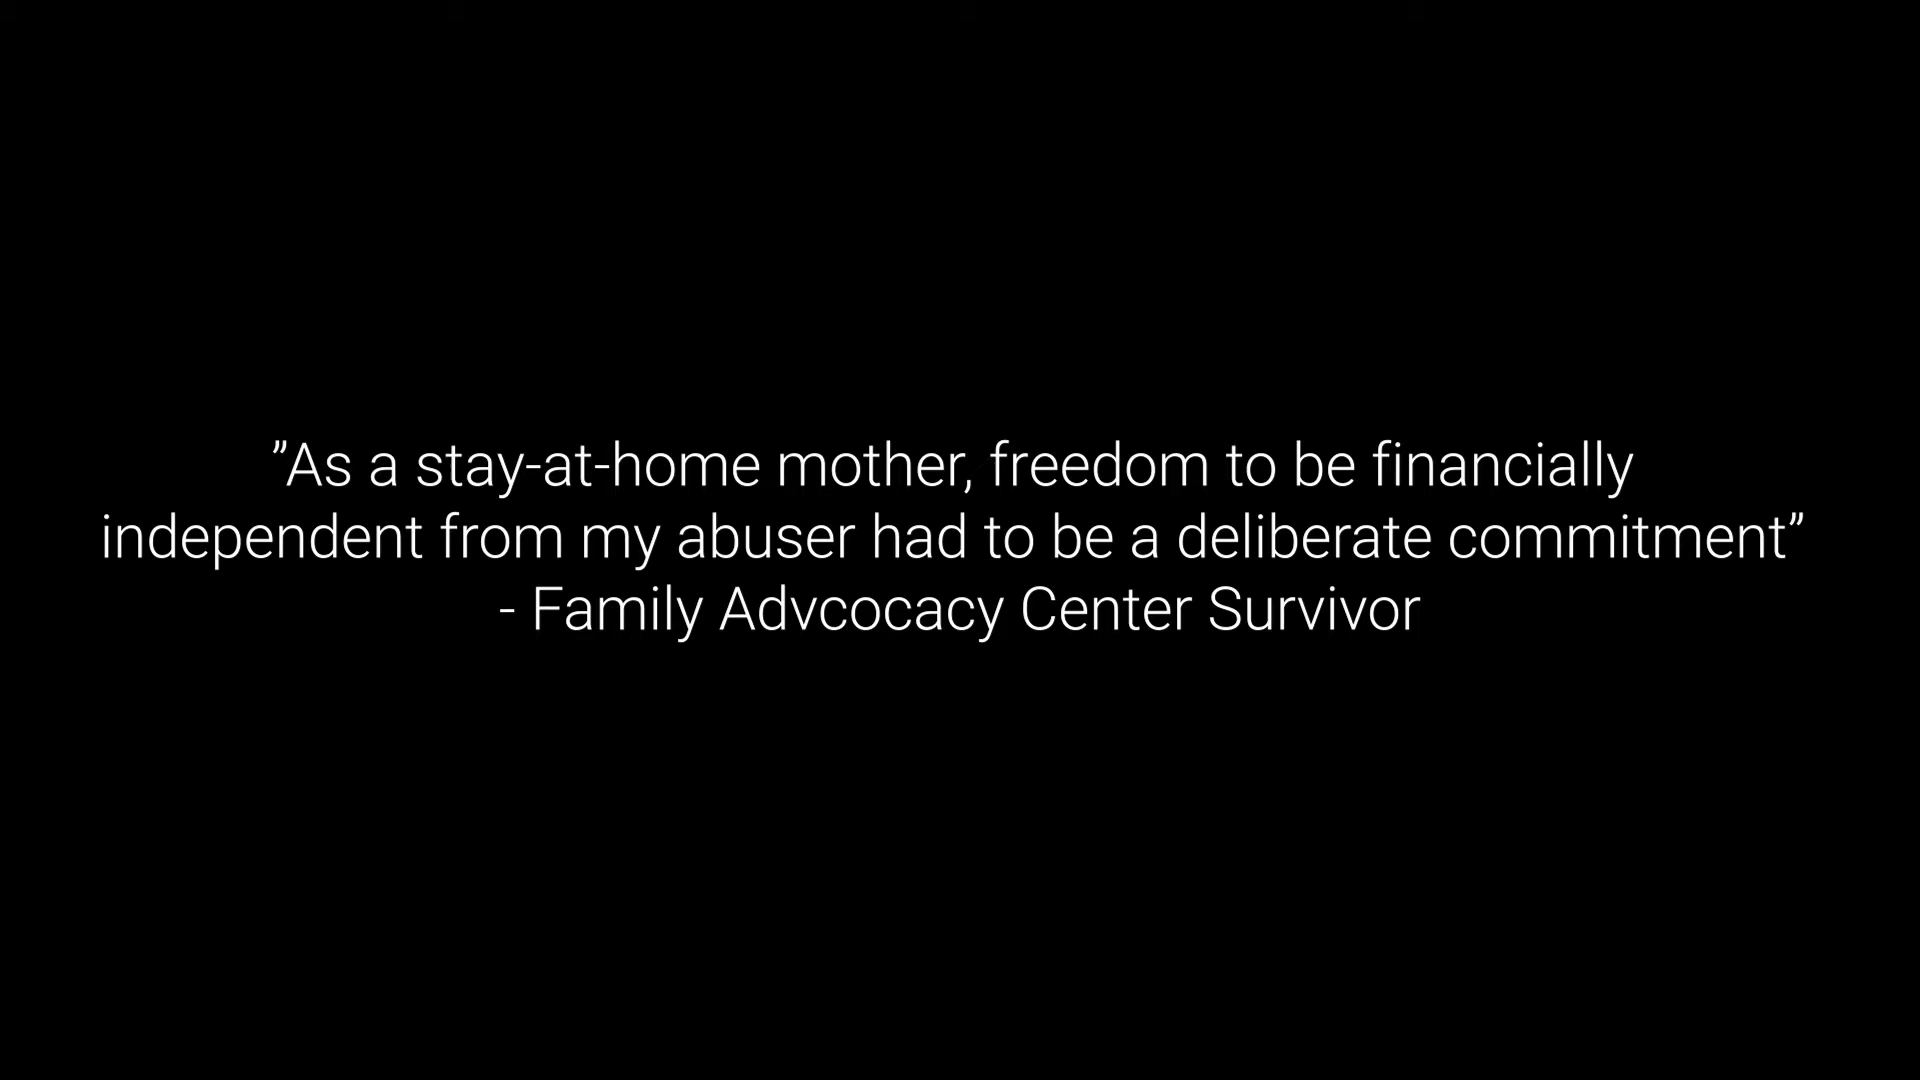 ”As a stay-at-home mother, freedom to be financially
independent from my abuser had to be a deliberate commitment”
- Family Advcocacy Center Survivor